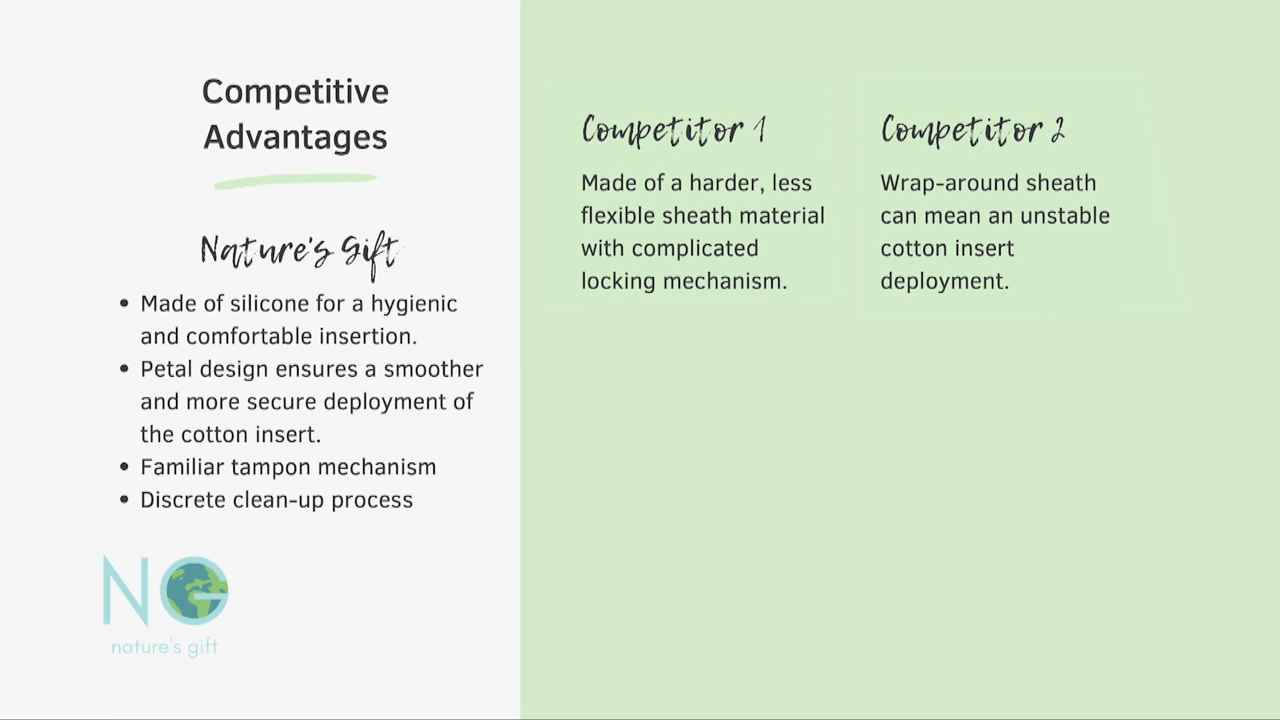 Competitive
Advantages
Nature's Gift
• Made of silicone for a hygienic
and comfortable insertion.
• Petal design ensures a smoother
and more secure deployment of
the cotton insert.
• Familiar tampon mechanism
• Discrete clean-up process
NG
nature's gift
Competitor 1
Made of a harder, less
flexible sheath material
with complicated
locking mechanism.
Competitor 2
Wrap-around sheath
can mean an unstable
cotton insert
deployment.